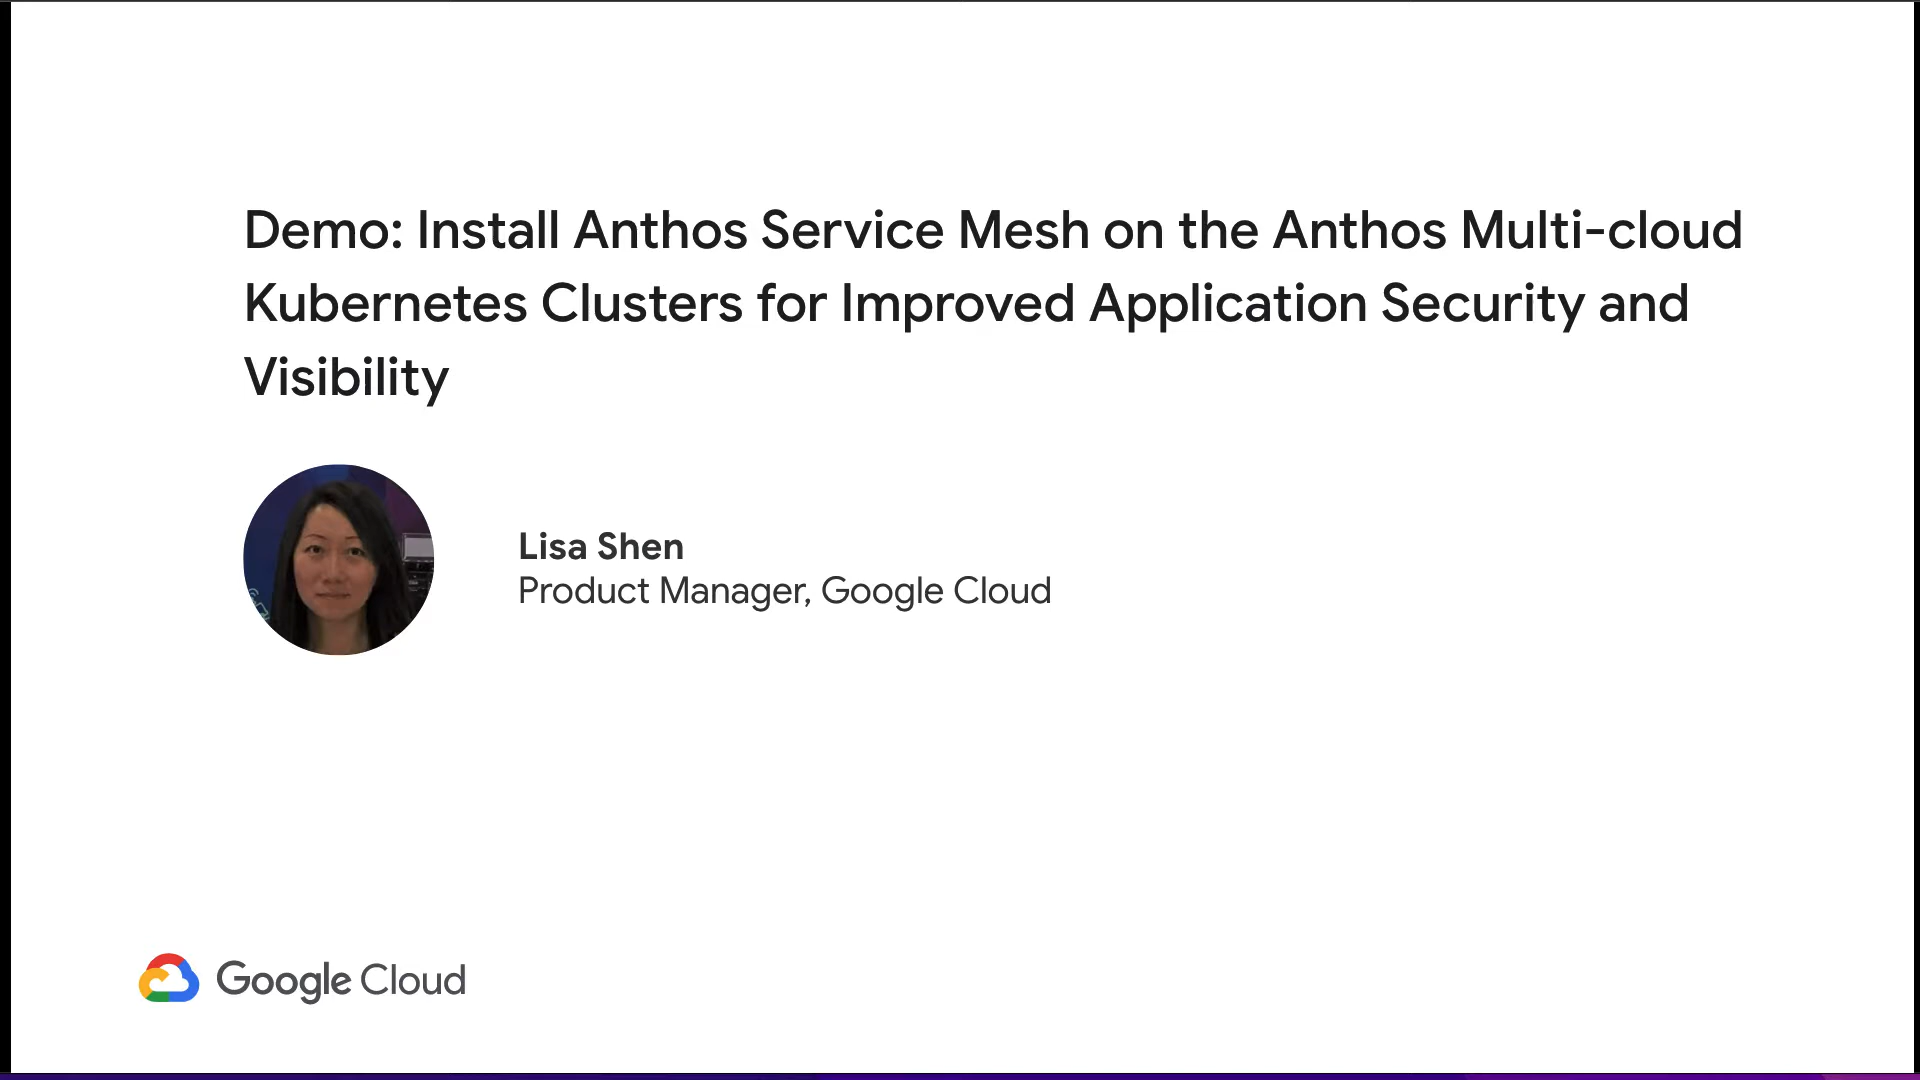 Demo: Install Anthos Service Mesh on the Anthos Multi-cloud
Kubernetes Clusters for Improved Application Security and
Visibility
Lisa Shen
Product Manager, Google Cloud
Google Cloud